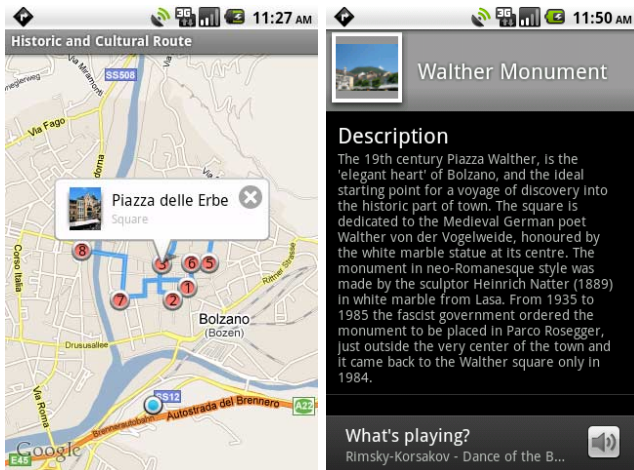 3G 11:27 AM
Historic and Cultural Route
Via Miramonti
SS508
Via Fago
Piazza delle Erbe
Square
8
3
6
5
1
7
2
Corso Italia
Rittner Strasse
Bolzano
(Bozen)
Drususallee
Via Roma
SS12
Autostrada del Brennero
A22
Brennerautobahn
Google
E45
3G 11:50 AM
Walther Monument
Description
The 19th century Piazza Walther, is the
'elegant heart' of Bolzano, and the ideal
starting point for a voyage of discovery into
the historic part of town. The square is
dedicated to the Medieval German poet
Walther von der Vogelweide, honoured by
the white marble statue at its centre. The
monument in neo-Romanesque style was
made by the sculptor Heinrich Natter (1889)
in white marble from Lasa. From 1935 to
1985 the fascist government ordered the
monument to be placed in Parco Rosegger,
just outside the very center of the town and
it came back to the Walther square only in
1984.
What's playing?
Rimsky-Korsakov - Dance of the B...